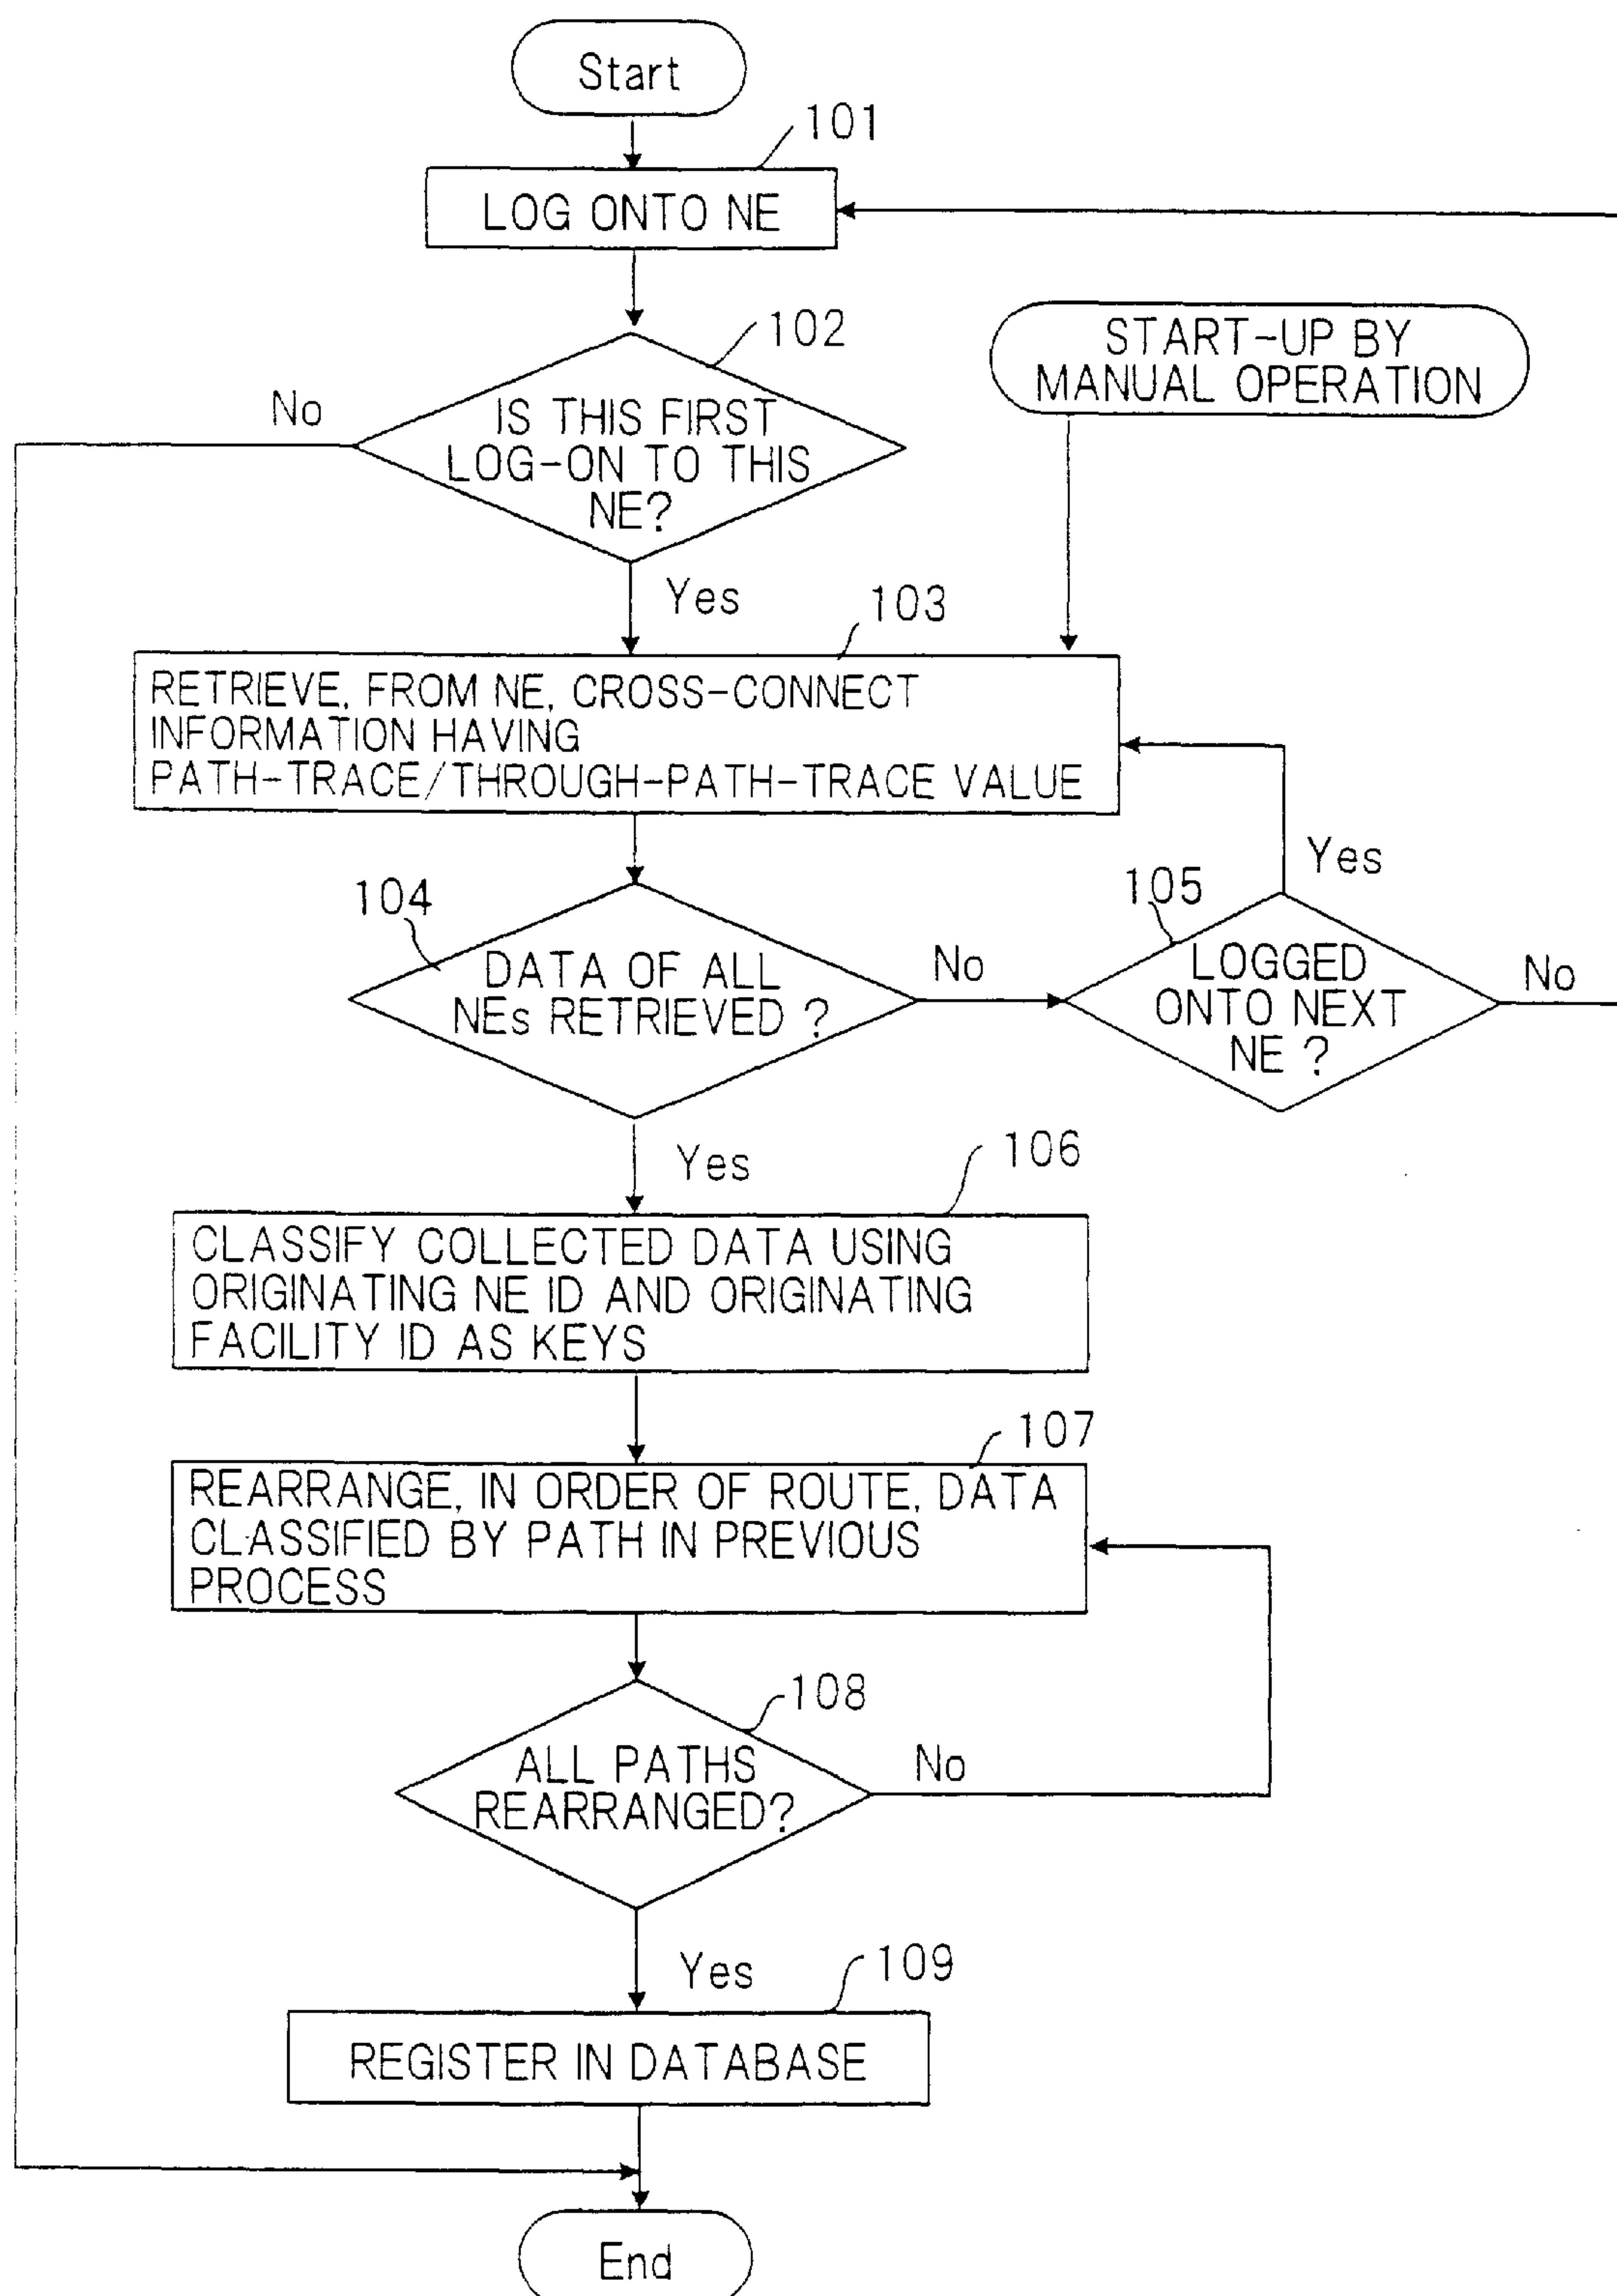 Start
101
LOG ONTO NE
102
START-UP BY
MANUAL OPERATION
No
IS THIS FIRST
LOG-ON TO THIS
NE?
Yes
103
RETRIEVE, FROM NE, CROSS-CONNECT
INFORMATION HAVING
PATH-TRACE/THROUGH-PATH-TRACE VALUE
Yes
104
105
DATA OF ALL
NEs RETRIEVED ?
No
LOGGED
ONTO NEXT
NE ?
No
Yes
106
CLASSIFY COLLECTED DATA USING
ORIGINATING NE ID AND ORIGINATING
FACILITY ID AS KEYS
107
REARRANGE, IN ORDER OF ROUTE, DATA
CLASSIFIED BY PATH IN PREVIOUS
PROCESS
108
ALL PATHS
REARRANGED?
No
Yes
109
REGISTER IN DATABASE
End